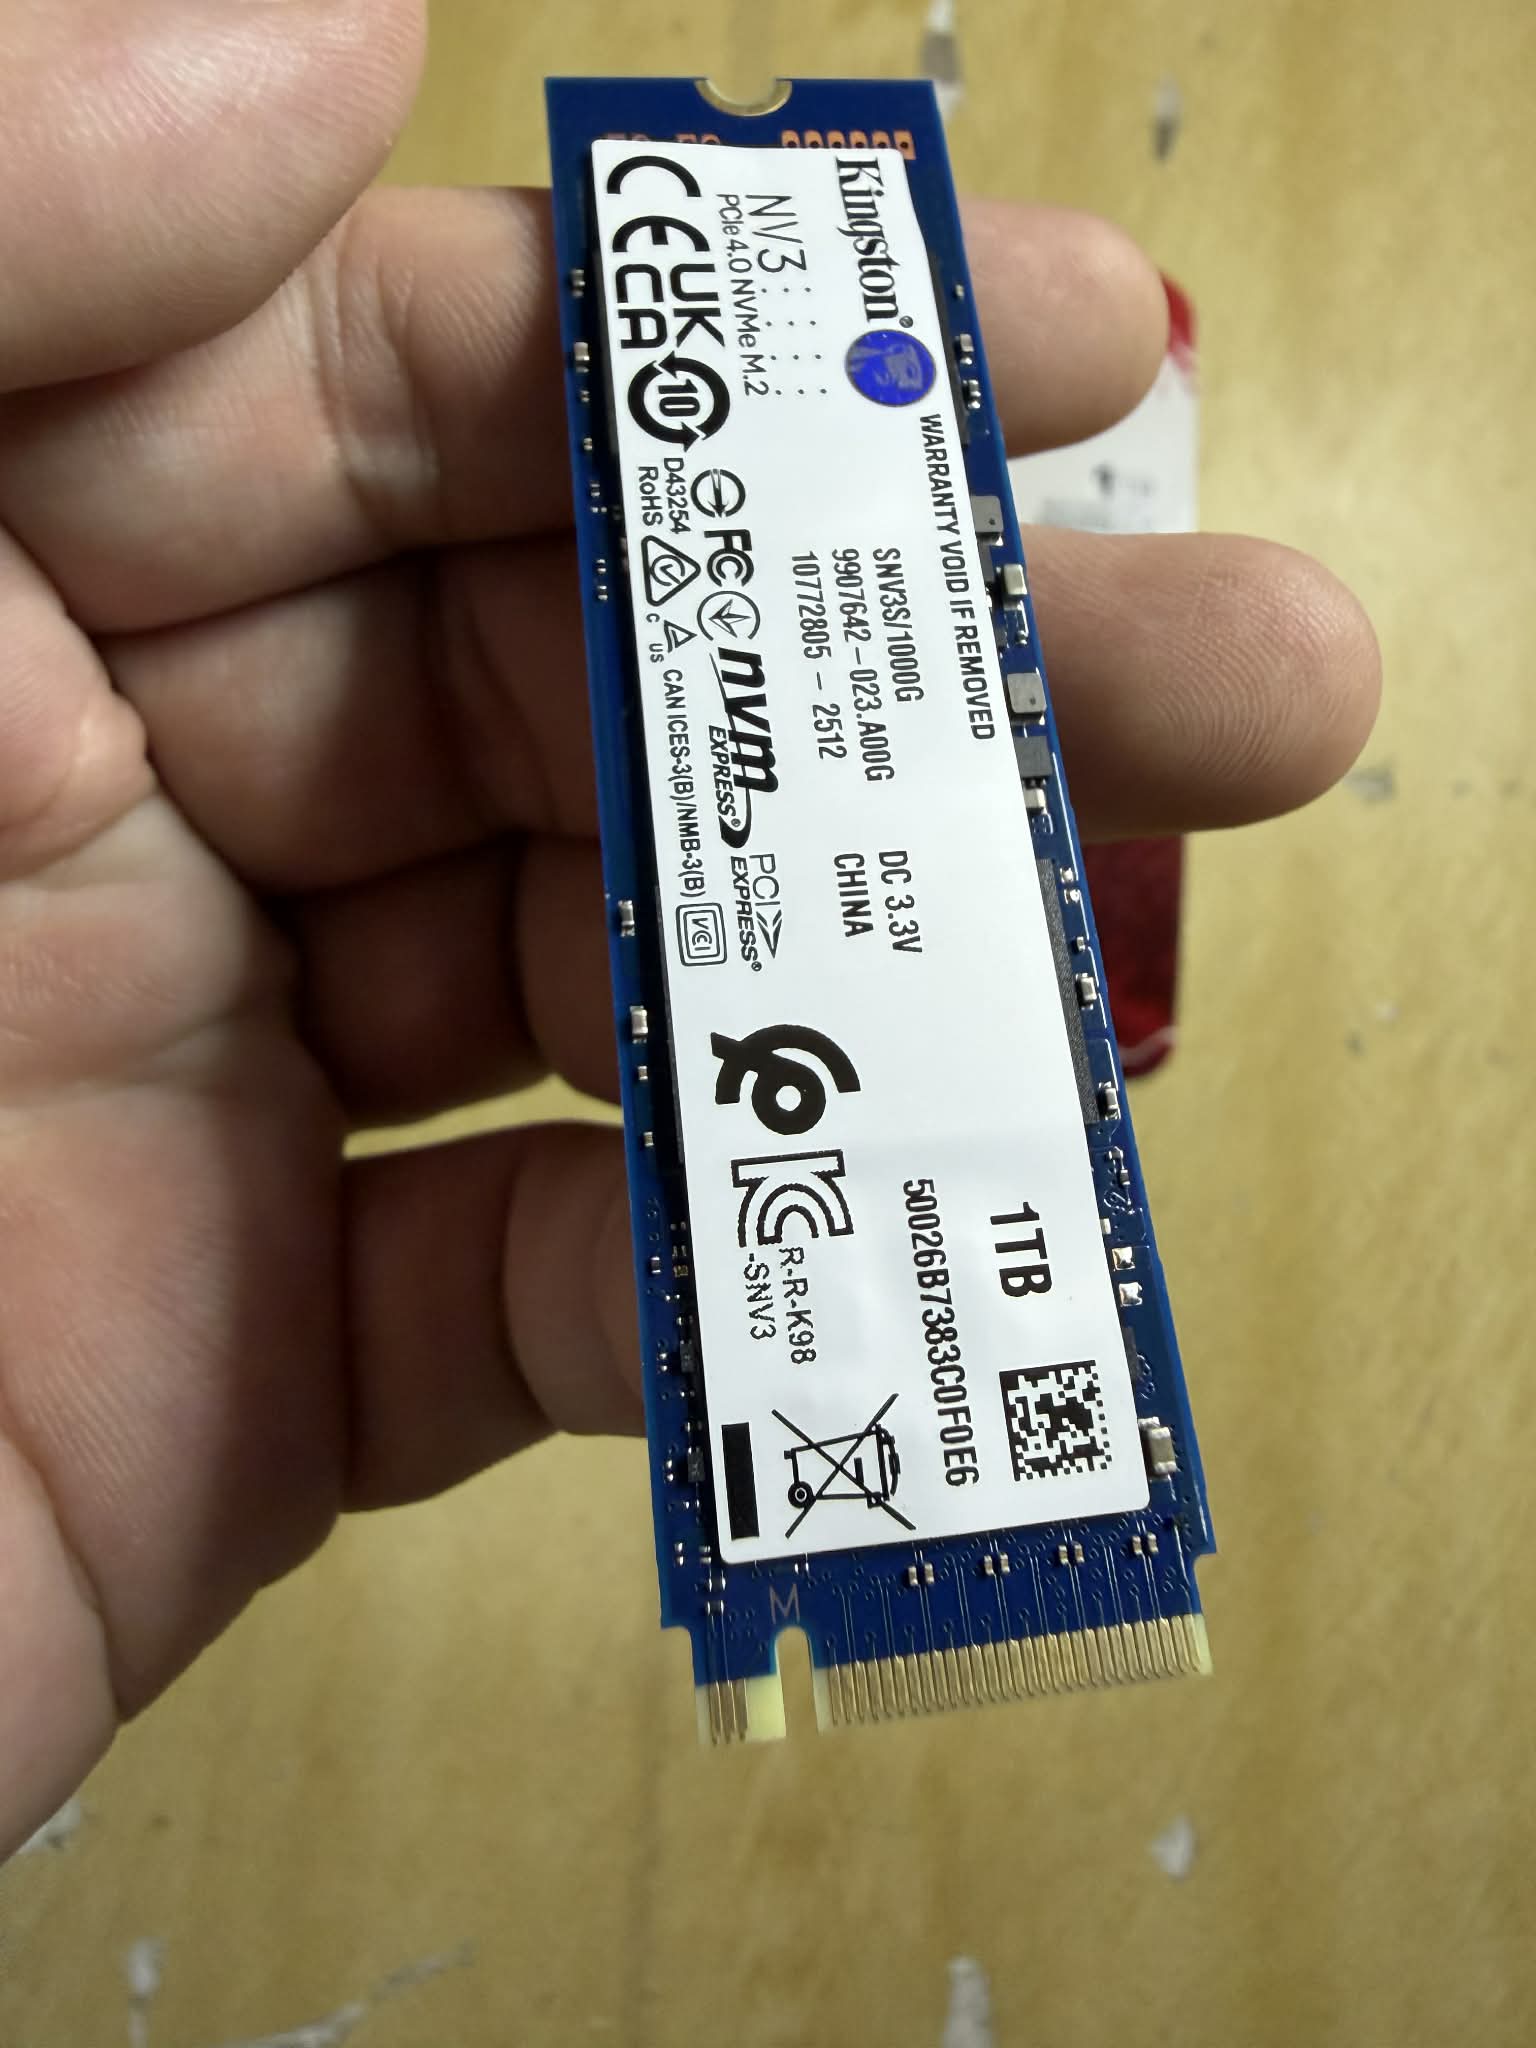 Kingston®
NV3
PCIe 4.0 NVMe M.2
WARRANTY VOID IF REMOVED
SNV3S/1000G
9907642-023.A00G
10772805 - 2512
DC 3.3V
CHINA
1TB
50026B7383C0F0E6
CE
UK
CA
10
FC
nvm
EXPRESS®
PCI
EXPRESS®
D43254
RoHS
c US
CAN ICES-3(B)/NMB-3(B)
VCI
R-R-K98
-SNV3
M